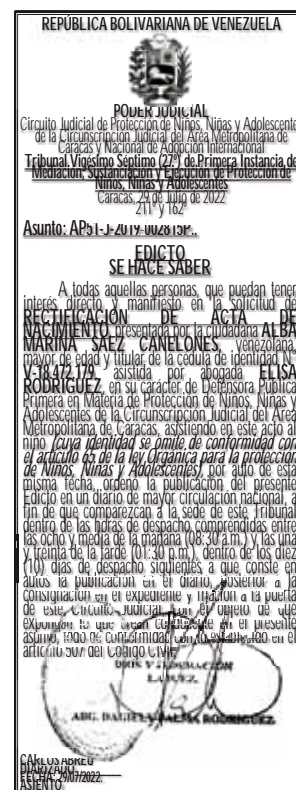 REPÚBLICA BOLIVARIANA DE VENEZUELA
PODER JUDICIAL
Circuito Judicial de Protección de Niños, Niñas y Adolescente
de la Circunscripción Judicial del Área Metropolitana de
Caracas y Nacional de Adopción Internacional
Tribunal Vigésimo Séptimo (27º) de Primera Instancia de
Mediación, Sustanciación y Ejecución de Protección de
Niños, Niñas y Adolescentes
Caracas, 29 de Julio de 2022
211º y 162º
Asunto: AP51-J-2019-002815P..
EDICTO
SE HACE SABER
A todas aquellas personas, que puedan tener
interés directo y manifiesto en la solicitud de
RECTIFICACIÓN DE ACTA DE
NACIMIENTO, presentada por la ciudadana ALBA
MARINA SAEZ CANELONES, venezolana,
mayor de edad y titular de la cédula de identidad Nº
V-18.472.179, asistida por abogada ELISA
RODRIGUEZ, en su carácter de Defensora Pública
Primera en Materia de Protección de Niños, Niñas y
Adolescentes de la Circunscripción Judicial del Área
Metropolitana de Caracas, asistiendo en este acto al
niño (cuya identidad se omite de conformidad con
el artículo 65 de la ley Orgánica para la protección
de Niños, Niñas y Adolescentes), por auto de esta
misma fecha, ordenó la publicación del presente
Edicto en un diario de mayor circulación nacional, a
fin de que comparezcan a la sede de este Tribunal
dentro de las horas de despacho comprendidas entre
las ocho y media de la mañana (08:30 a.m.) y las una
y treinta de la tarde (01:30 p.m.), dentro de los diez
(10) días de despacho siguientes a que conste en
autos la publicación en el diario, posterior a la
consignación en el expediente y fijación a la puerta
de este Circuito Judicial, con el objeto de que
expongan lo que crean conducente en el presente
asunto, todo de conformidad con lo establecido en el
artículo 507 del Código Civil.
DIOS Y FEDERACIÓN
LA JUEZ,
ABG. DANIELA PALMA RODRIGUEZ.
CARLOS ABREU
DIARIZADO
FECHA: 29/07/2022.
ASIENTO: